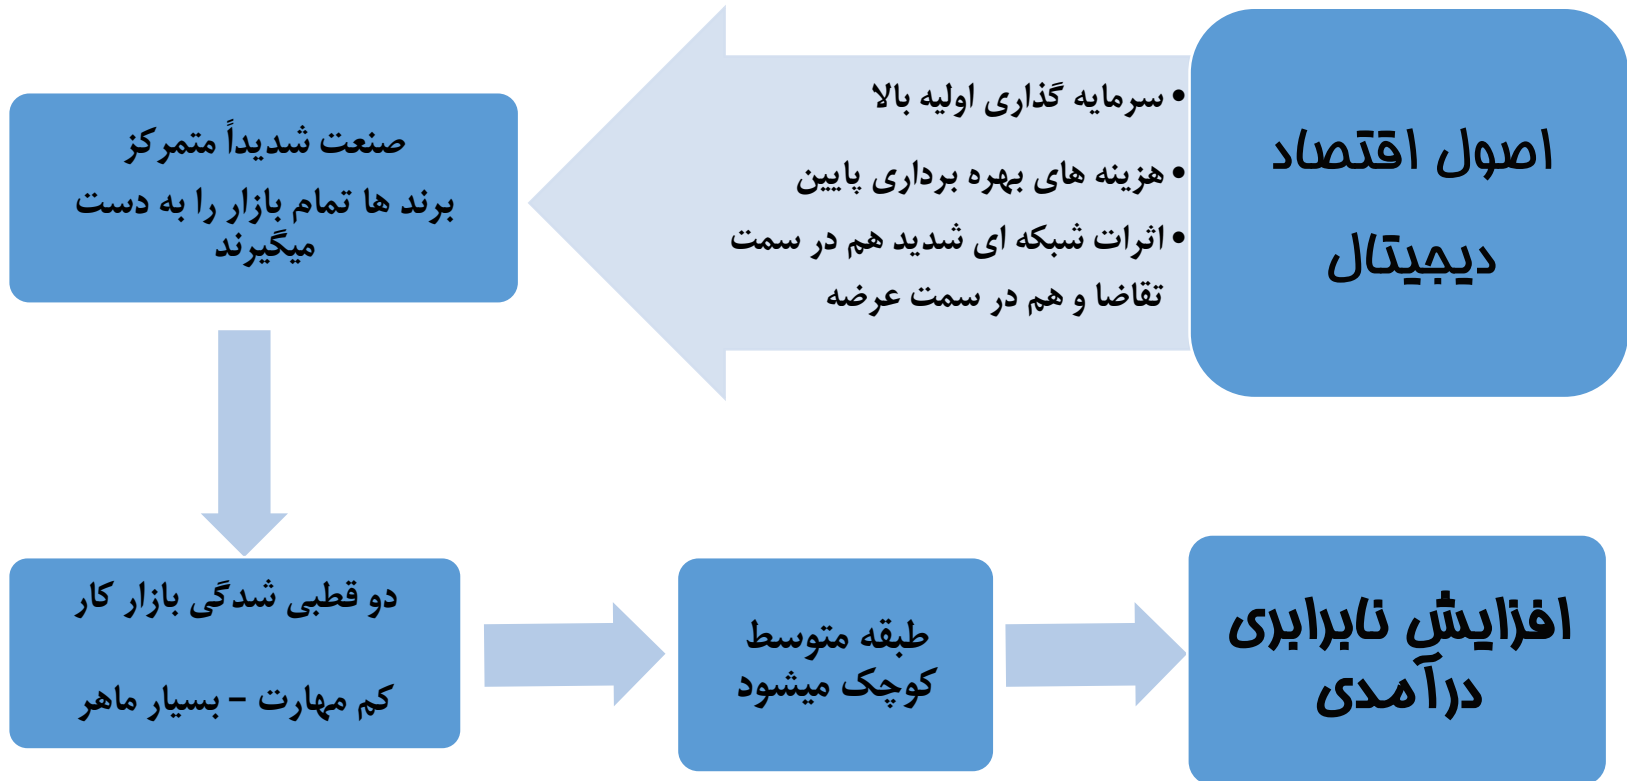 اصول اقتصاد
دیجیتال
• سرمایه گذاری اولیه بالا
• هزینه های بهره برداری پایین
• اثرات شبکه ای شدید هم در سمت
تقاضا و هم در سمت عرضه
صنعت شدیداً متمرکز
برند ها تمام بازار را به دست
میگیرند
دو قطبی شدگی بازار کار
کم مهارت – بسیار ماهر
طبقه متوسط
کوچک میشود
افزایش نابرابری
درآمدی